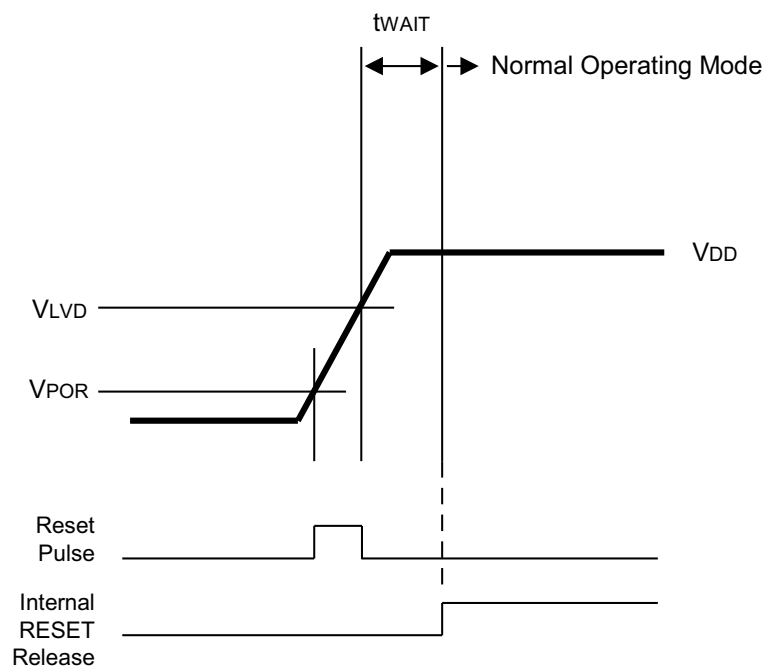 tWAIT
Normal Operating Mode
VDD
VLVD
VPOR
Reset
Pulse
Internal
RESET
Release